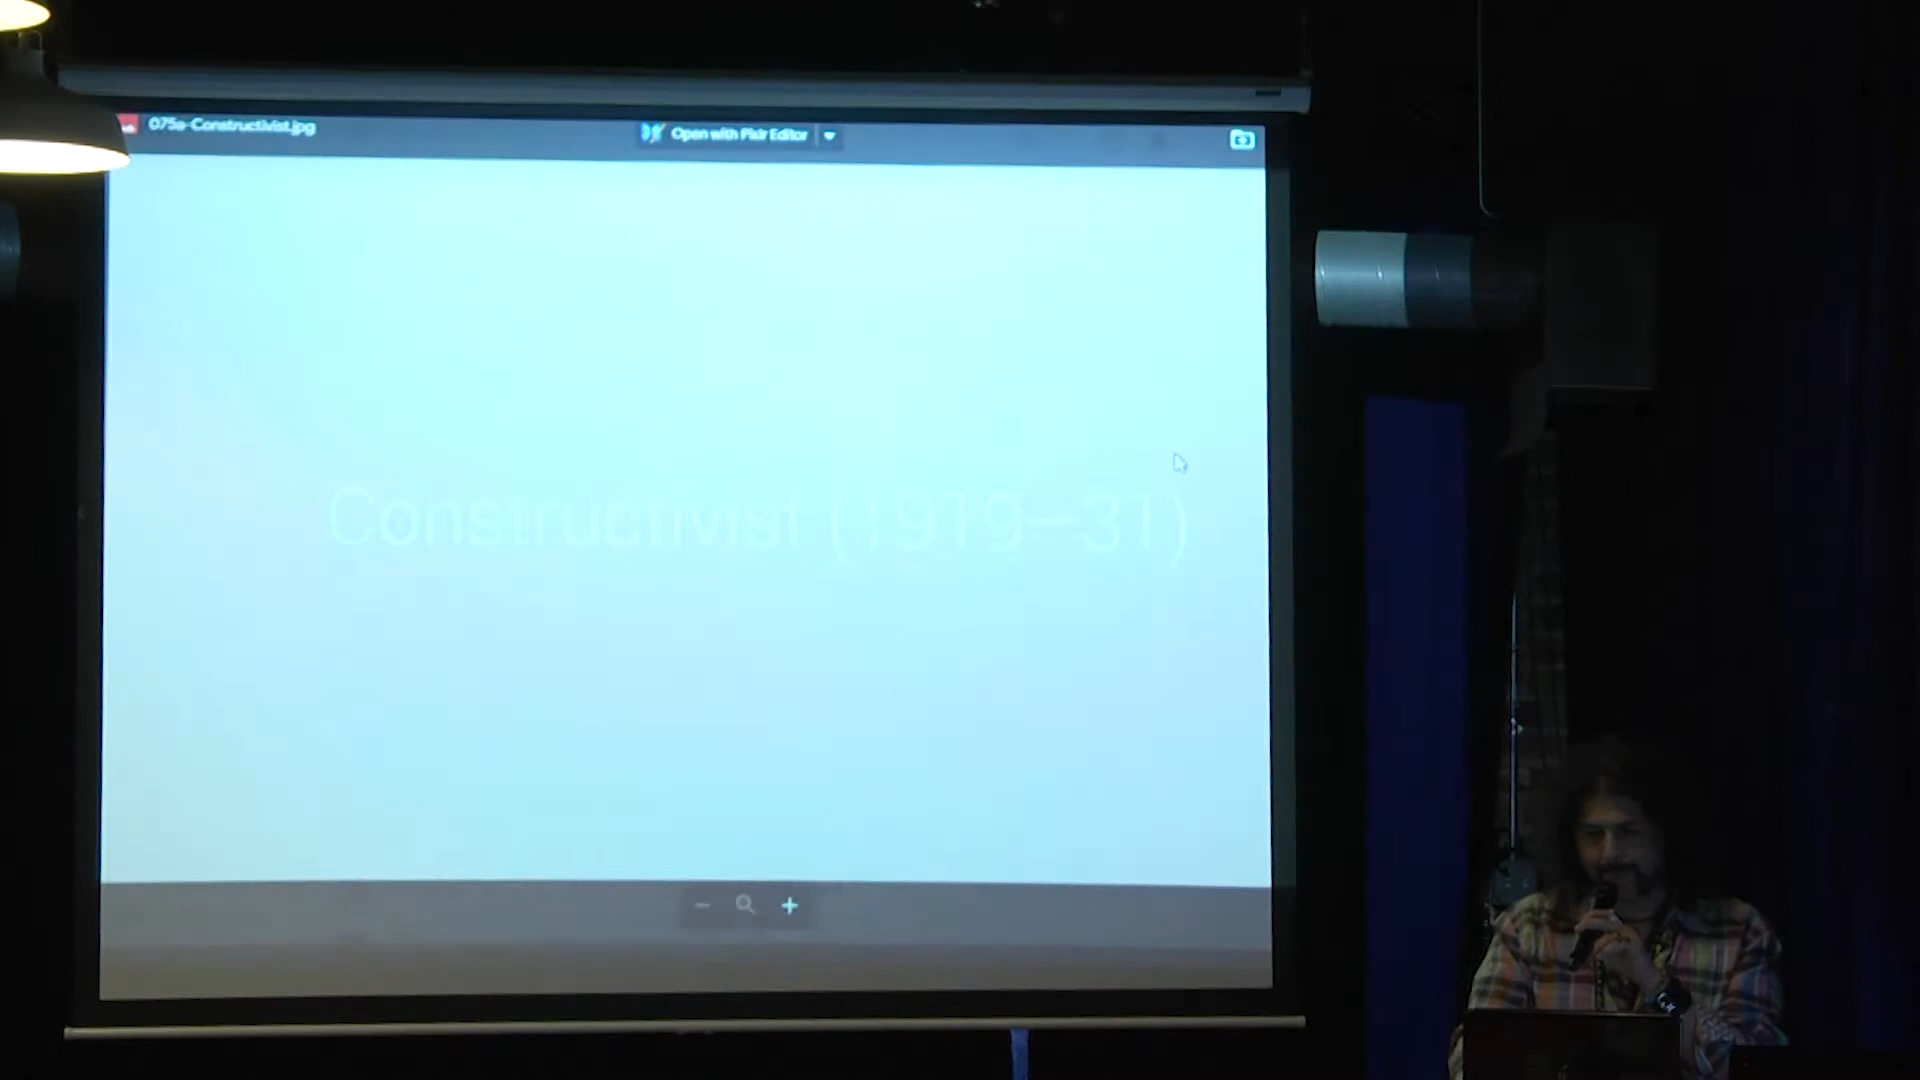 075a-Constructivist.jpg
Open with Pixlr Editor
Constructivist (1919–31)